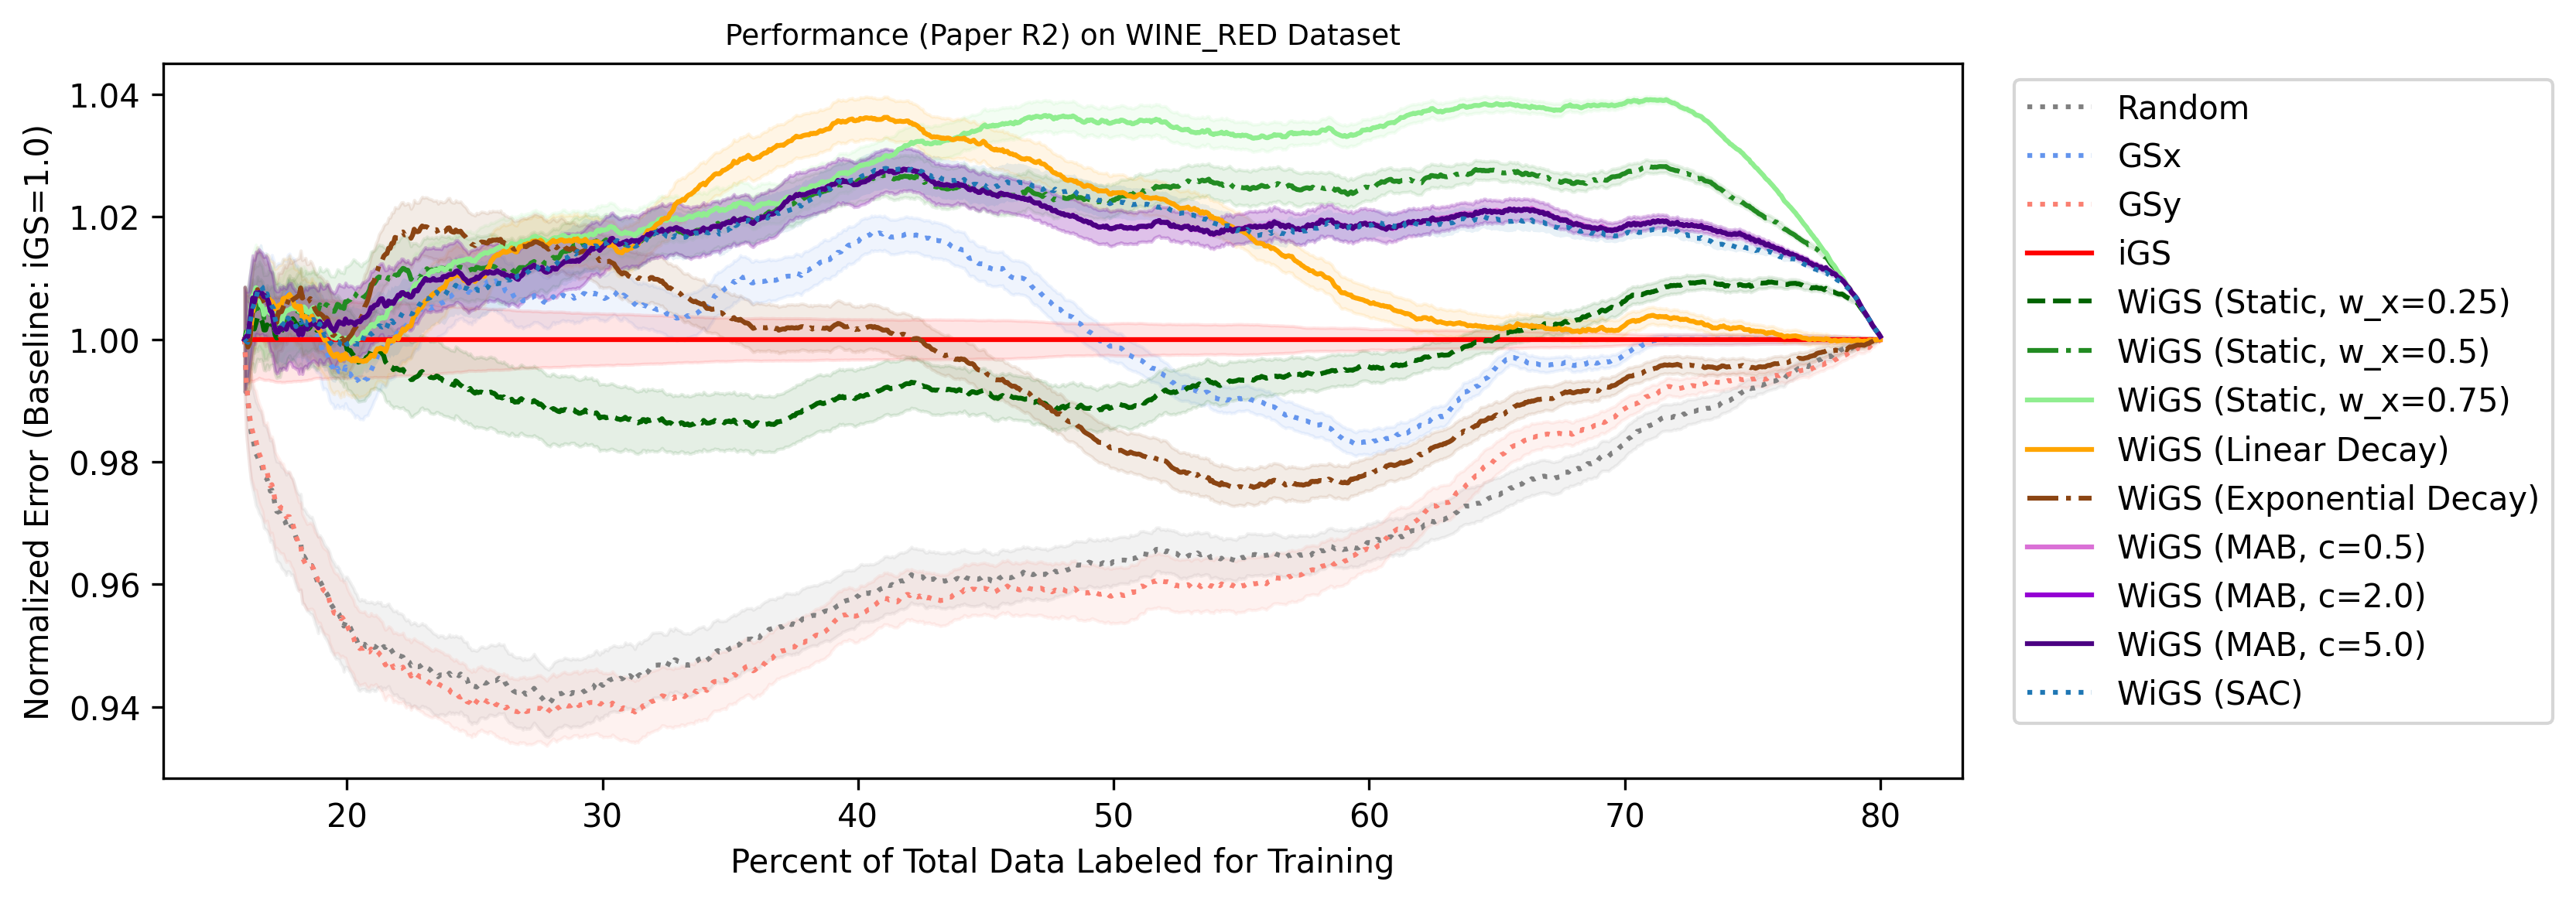 Performance (Paper R2) on WINE_RED Dataset
Normalized Error (Baseline: iGS=1.0)
1.04
1.02
1.00
0.98
0.96
0.94
20 30 40 50 60 70 80
Percent of Total Data Labeled for Training
Random
GSx
GSy
iGS
WiGS (Static, w_x=0.25)
WiGS (Static, w_x=0.5)
WiGS (Static, w_x=0.75)
WiGS (Linear Decay)
WiGS (Exponential Decay)
WiGS (MAB, c=0.5)
WiGS (MAB, c=2.0)
WiGS (MAB, c=5.0)
WiGS (SAC)